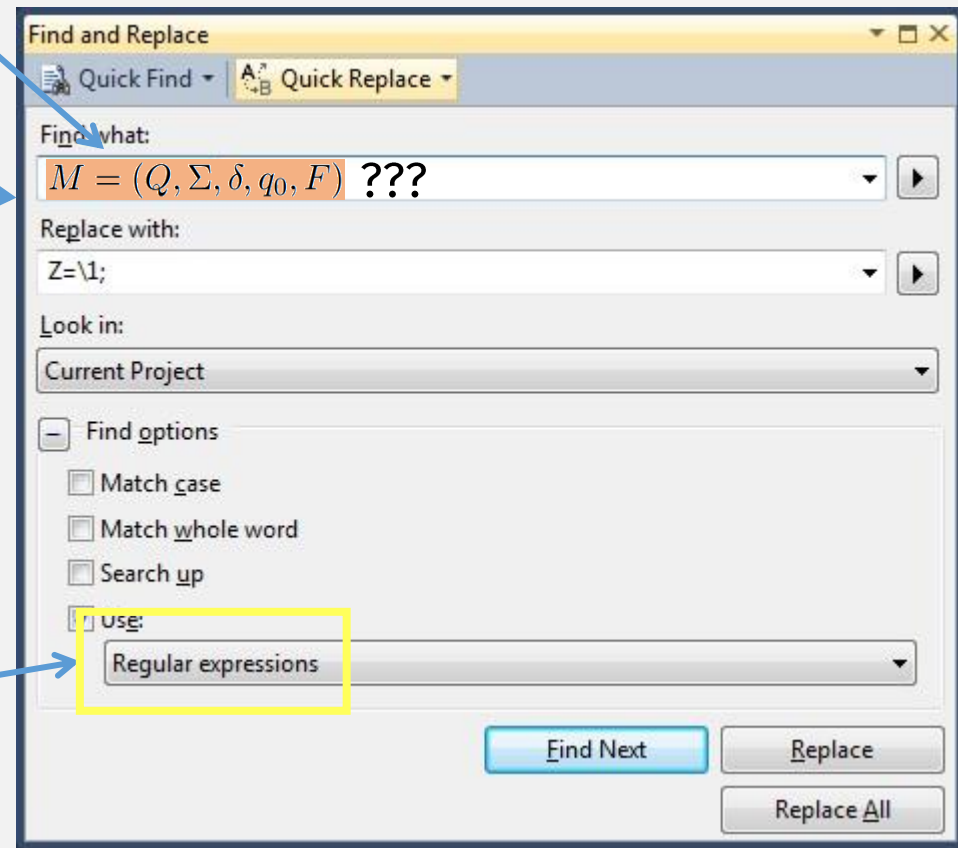 Find and Replace
Quick Find Quick Replace
Find what:
M = (Q, Σ, δ, q₀, F) ???
Replace with:
Z=\1;
Look in:
Current Project
Find options
Match case
Match whole word
Search up
Use:
Regular expressions
Find Next Replace
Replace All